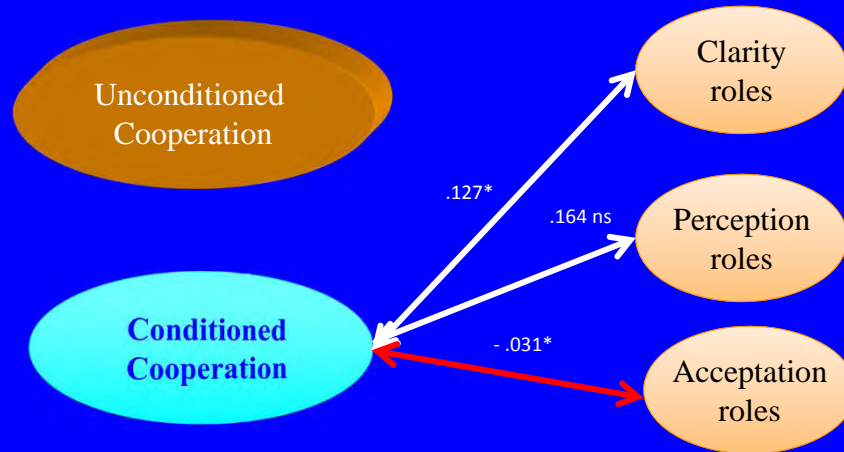 Unconditioned
Cooperation
Clarity
roles
.127*
.164 ns
Perception
roles
Conditioned
Cooperation
- .031*
Acceptation
roles